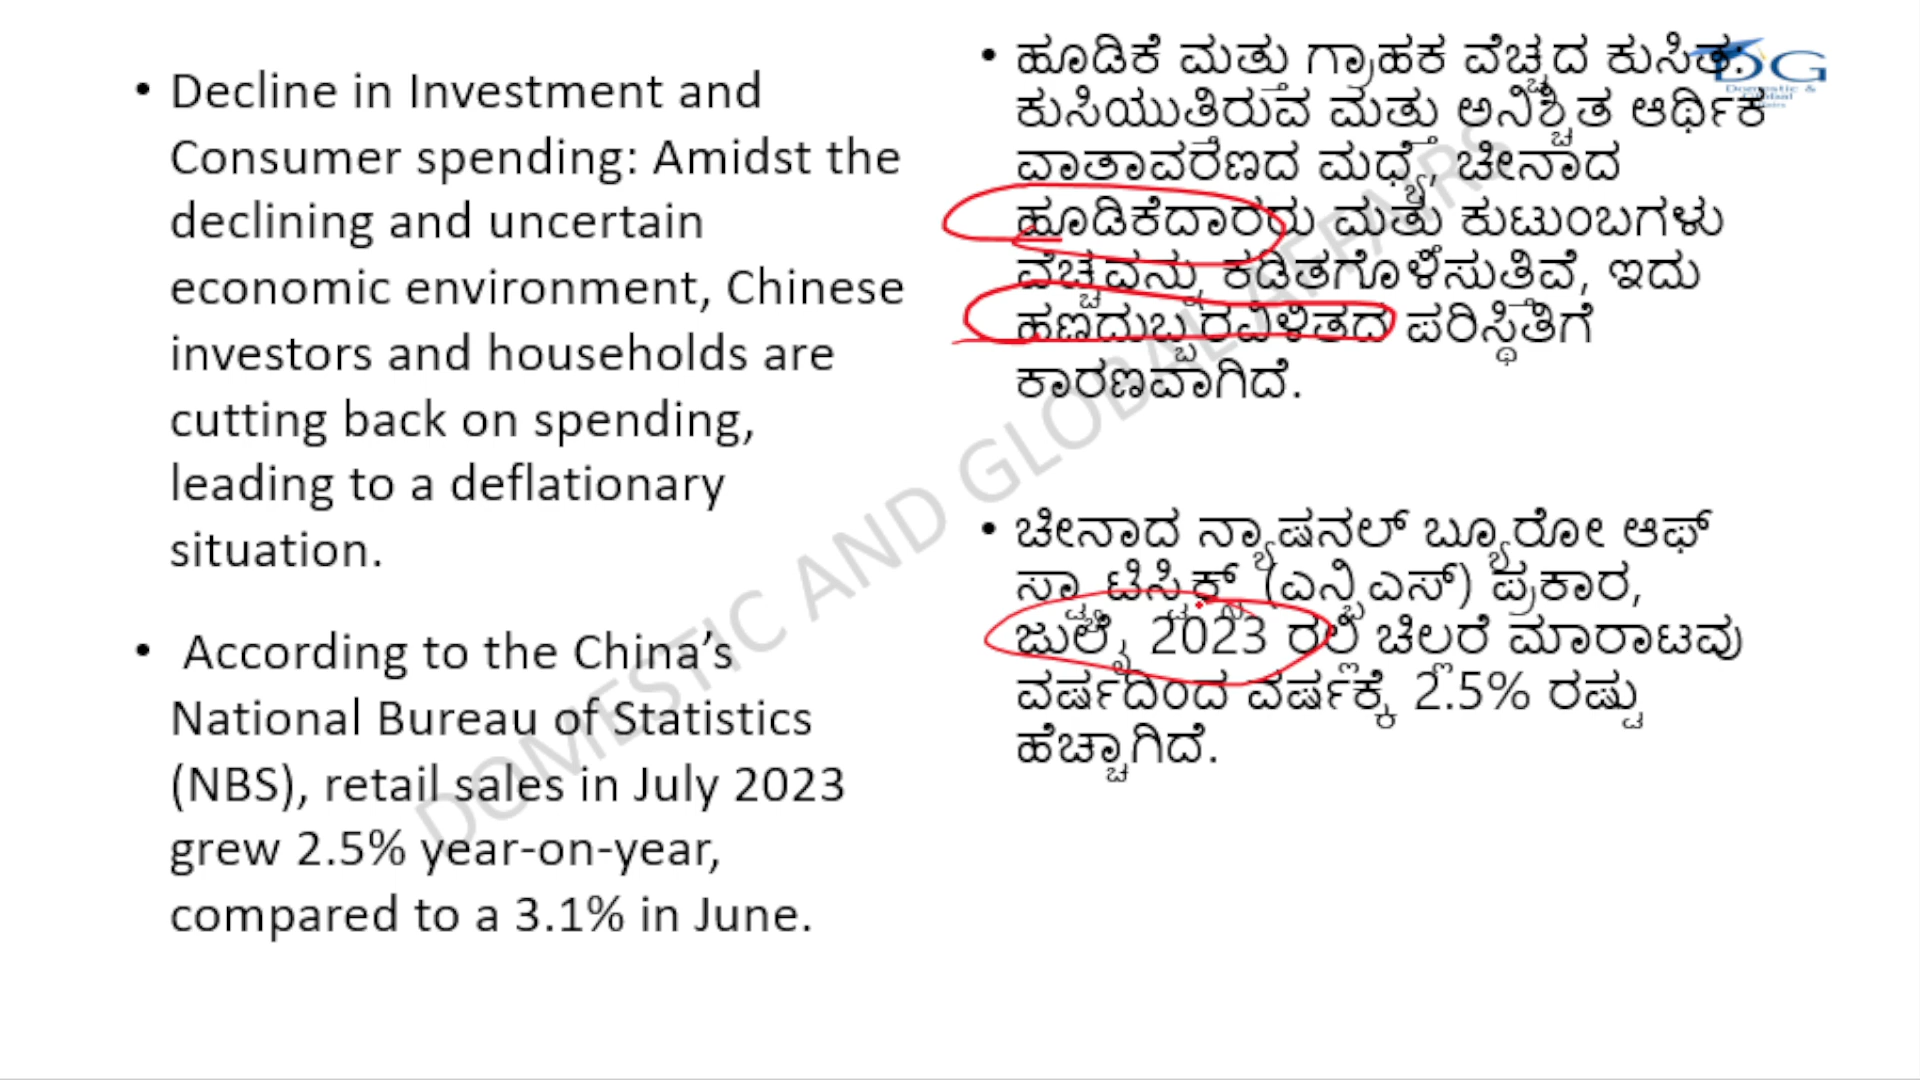 • Decline in Investment and
Consumer spending: Amidst the
declining and uncertain
economic environment, Chinese
investors and households are
cutting back on spending,
leading to a deflationary
situation.
• According to the China’s
National Bureau of Statistics
(NBS), retail sales in July 2023
grew 2.5% year-on-year,
compared to a 3.1% in June.
• ಹೂಡಿಕೆ ಮತ್ತು ಗ್ರಾಹಕ ವೆಚ್ಚದ ಕುಸಿತ:
ಕುಸಿಯುತ್ತಿರುವ ಮತ್ತು ಅನಿಶ್ಚಿತ ಆರ್ಥಿಕ
ವಾತಾವರಣದ ಮಧ್ಯೆ, ಚೀನಾದ
ಹೂಡಿಕೆದಾರರು ಮತ್ತು ಕುಟುಂಬಗಳು
ವೆಚ್ಚವನ್ನು ಕಡಿತಗೊಳಿಸುತ್ತಿವೆ, ಇದು
ಹಣದುಬ್ಬರವಿಳಿತದ ಪರಿಸ್ಥಿತಿಗೆ
ಕಾರಣವಾಗಿದೆ.
• ಚೀನಾದ ನ್ಯಾಷನಲ್ ಬ್ಯೂರೋ ಆಫ್
ಸ್ಟ್ಯಾಟಿಸ್ಟಿಕ್ಸ್ (ಎನ್ಬಿಎಸ್) ಪ್ರಕಾರ,
ಜುಲೈ 2023 ರಲ್ಲಿ ಚಿಲ್ಲರೆ ಮಾರಾಟವು
ವರ್ಷದಿಂದ ವರ್ಷಕ್ಕೆ 2.5% ರಷ್ಟು
ಹೆಚ್ಚಾಗಿದೆ.
DG
Domestic &
Global
Affairs
DOMESTIC AND GLOBAL AFFAIRS